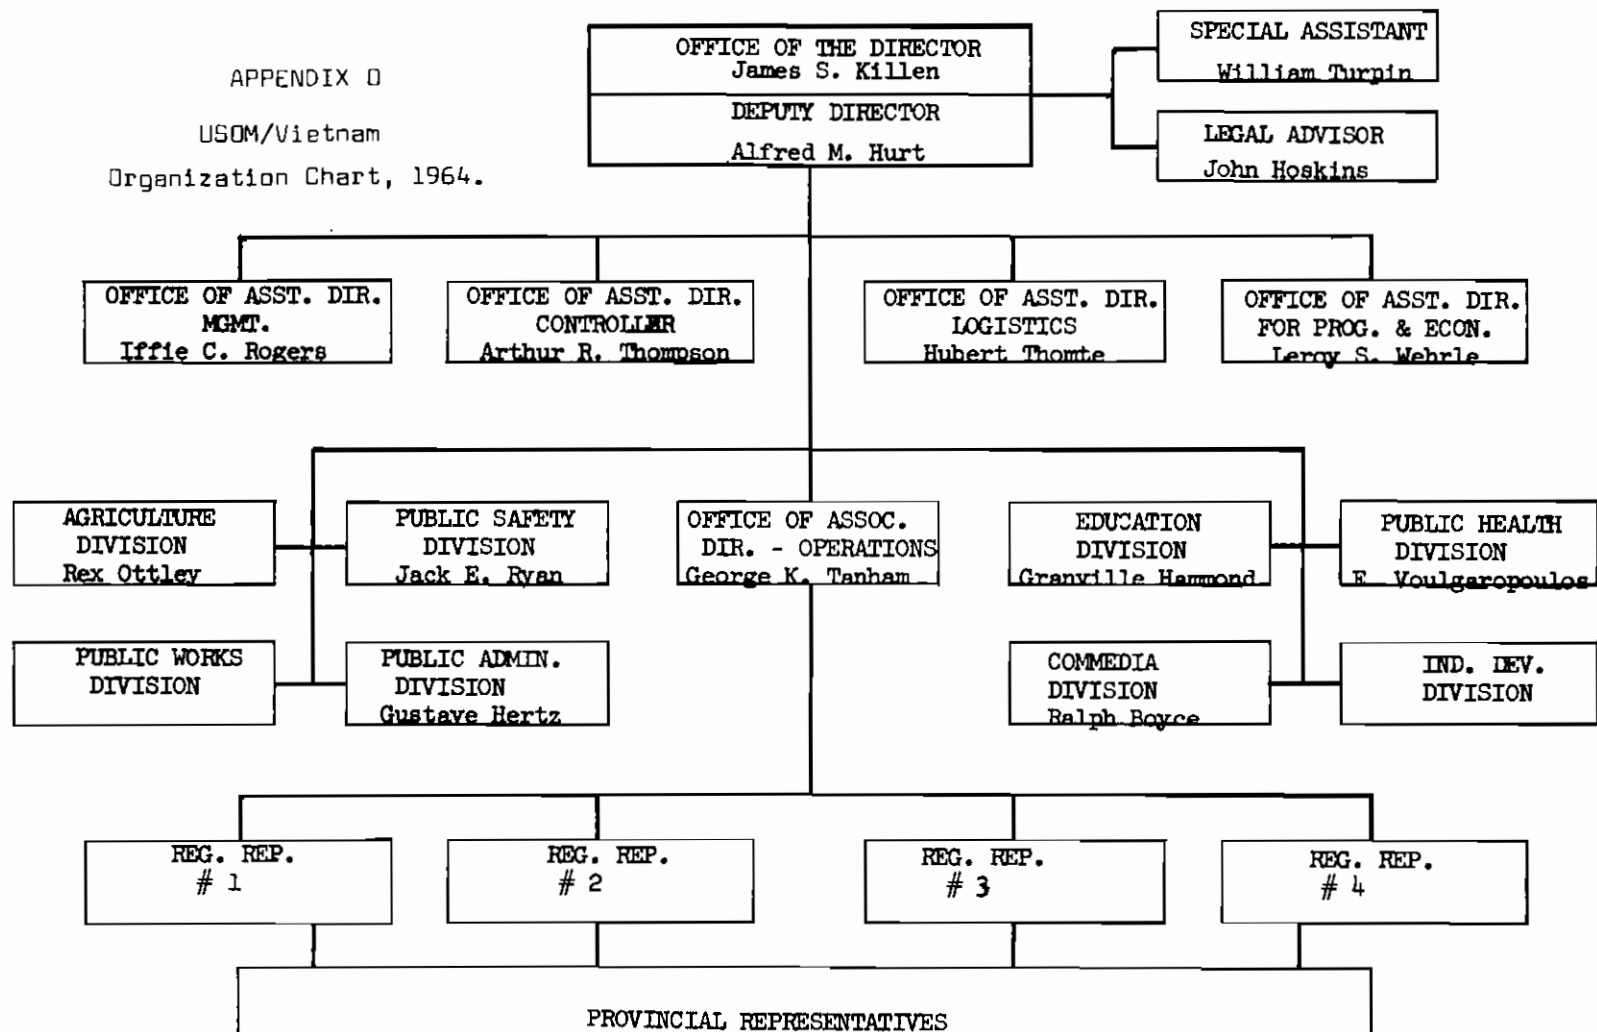 APPENDIX O
USOM/Vietnam
Organization Chart, 1964.
OFFICE OF THE DIRECTOR
James S. Killen
DEPUTY DIRECTOR
Alfred M. Hurt
SPECIAL ASSISTANT
William Turpin
LEGAL ADVISOR
John Hoskins
OFFICE OF ASST. DIR.
MGMT.
Iffie C. Rogers
OFFICE OF ASST. DIR.
CONTROLLER
Arthur R. Thompson
OFFICE OF ASST. DIR.
LOGISTICS
Hubert Thomte
OFFICE OF ASST. DIR.
FOR PROG. & ECON.
Leroy S. Wehrle
AGRICULTURE
DIVISION
Rex Ottley
PUBLIC SAFETY
DIVISION
Jack E. Ryan
OFFICE OF ASSOC.
DIR. - OPERATIONS
George K. Tanham
EDUCATION
DIVISION
Granville Hammond
PUBLIC HEALTH
DIVISION
E. Voulgaropoulos
PUBLIC WORKS
DIVISION
PUBLIC ADMIN.
DIVISION
Gustave Hertz
COMMEDIA
DIVISION
Ralph Boyce
IND. DEV.
DIVISION
REG. REP.
# 1
REG. REP.
# 2
REG. REP.
# 3
REG. REP.
# 4
PROVINCIAL REPRESENTATIVES